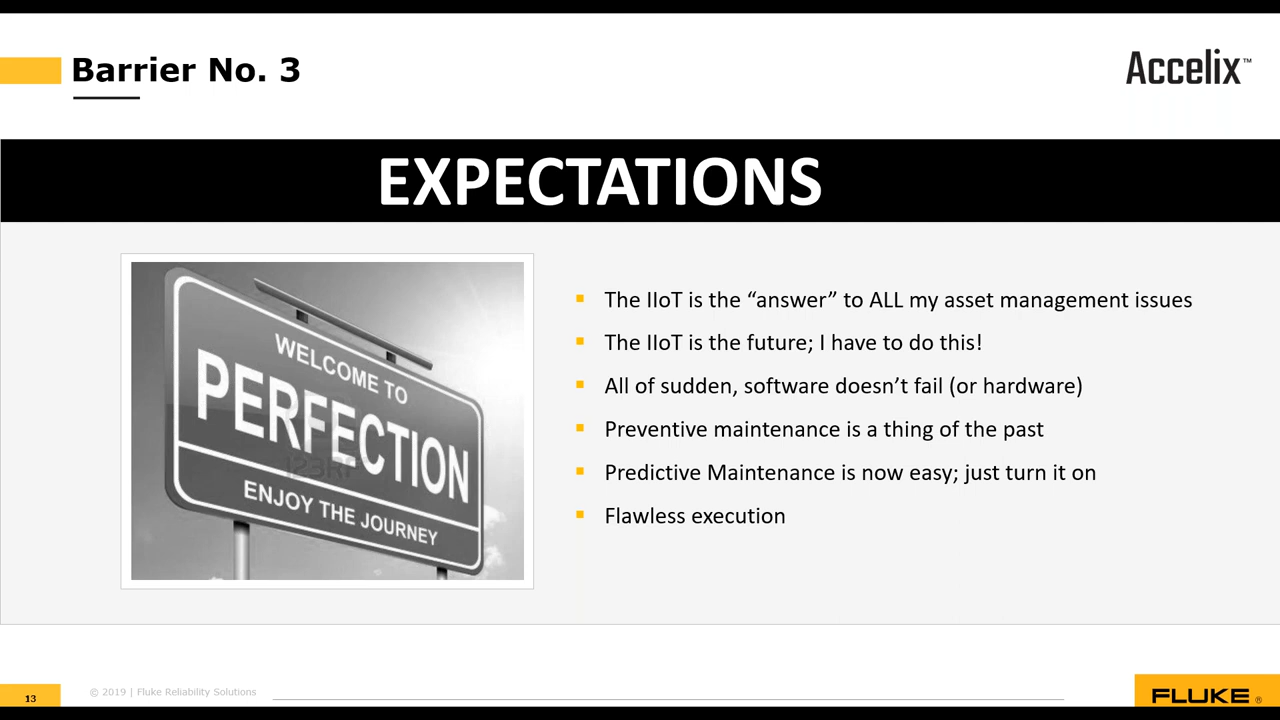 Barrier No. 3
Accelix™
EXPECTATIONS
WELCOME TO
PERFECTION
ENJOY THE JOURNEY
The IIoT is the “answer” to ALL my asset management issues
The IIoT is the future; I have to do this!
All of sudden, software doesn’t fail (or hardware)
Preventive maintenance is a thing of the past
Predictive Maintenance is now easy; just turn it on
Flawless execution
13
© 2019 | Fluke Reliability Solutions
FLUKE®